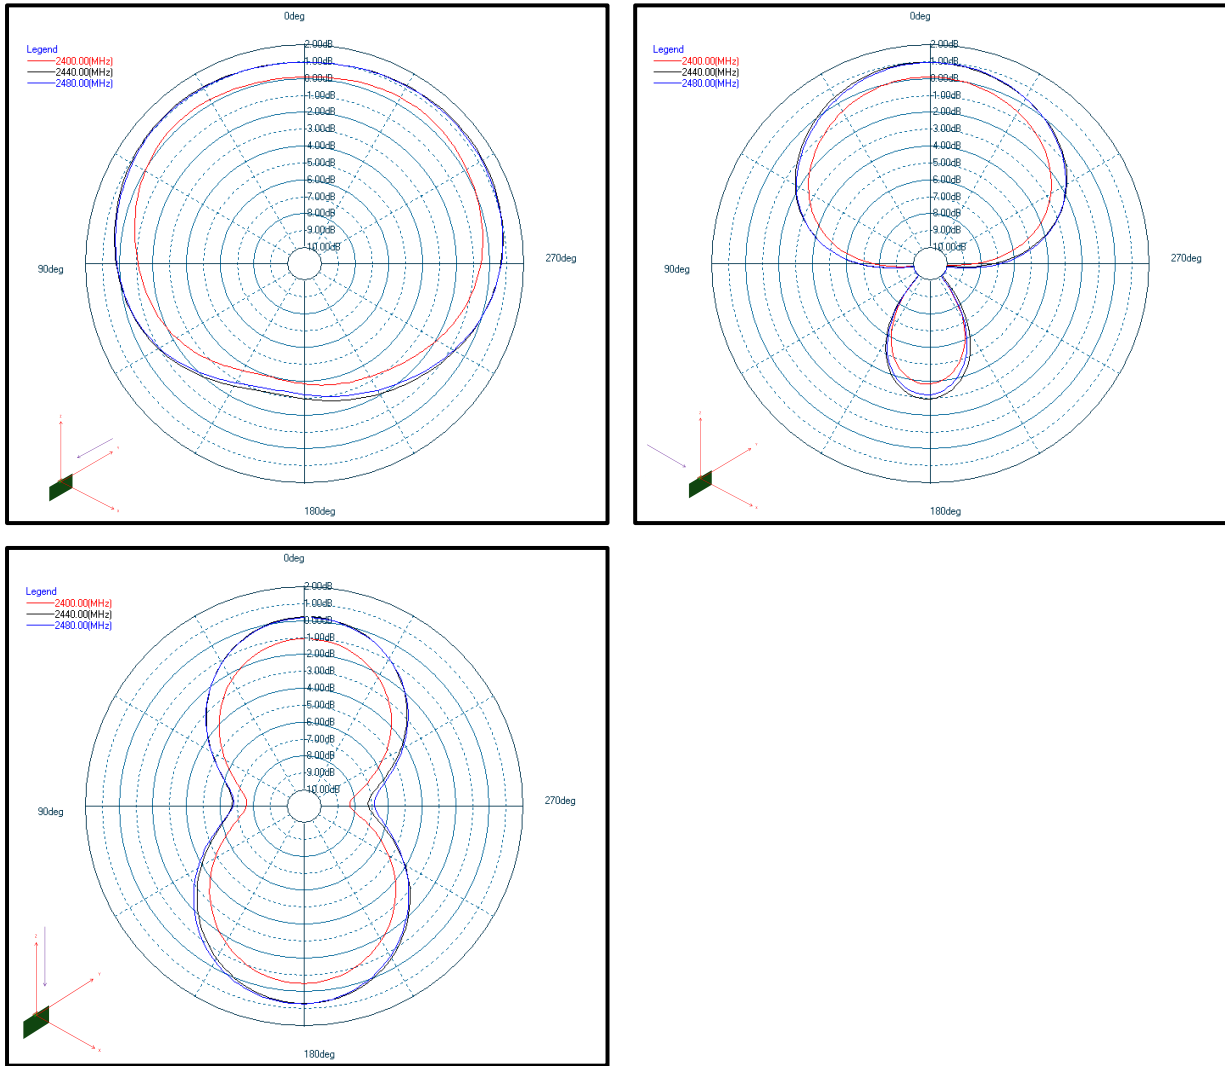 0deg
Legend
2400.00(MHz)
2440.00(MHz)
2480.00(MHz)
2.00dB
1.00dB
0.00dB
1.00dB
2.00dB
3.00dB
4.00dB
5.00dB
6.00dB
7.00dB
8.00dB
9.00dB
10.00dB
90deg
270deg
180deg
0deg
Legend
2400.00(MHz)
2440.00(MHz)
2480.00(MHz)
2.00dB
1.00dB
0.00dB
1.00dB
2.00dB
3.00dB
4.00dB
5.00dB
6.00dB
7.00dB
8.00dB
9.00dB
10.00dB
90deg
270deg
180deg
0deg
Legend
2400.00(MHz)
2440.00(MHz)
2480.00(MHz)
2.00dB
1.00dB
0.00dB
1.00dB
2.00dB
3.00dB
4.00dB
5.00dB
6.00dB
7.00dB
8.00dB
9.00dB
10.00dB
90deg
270deg
180deg